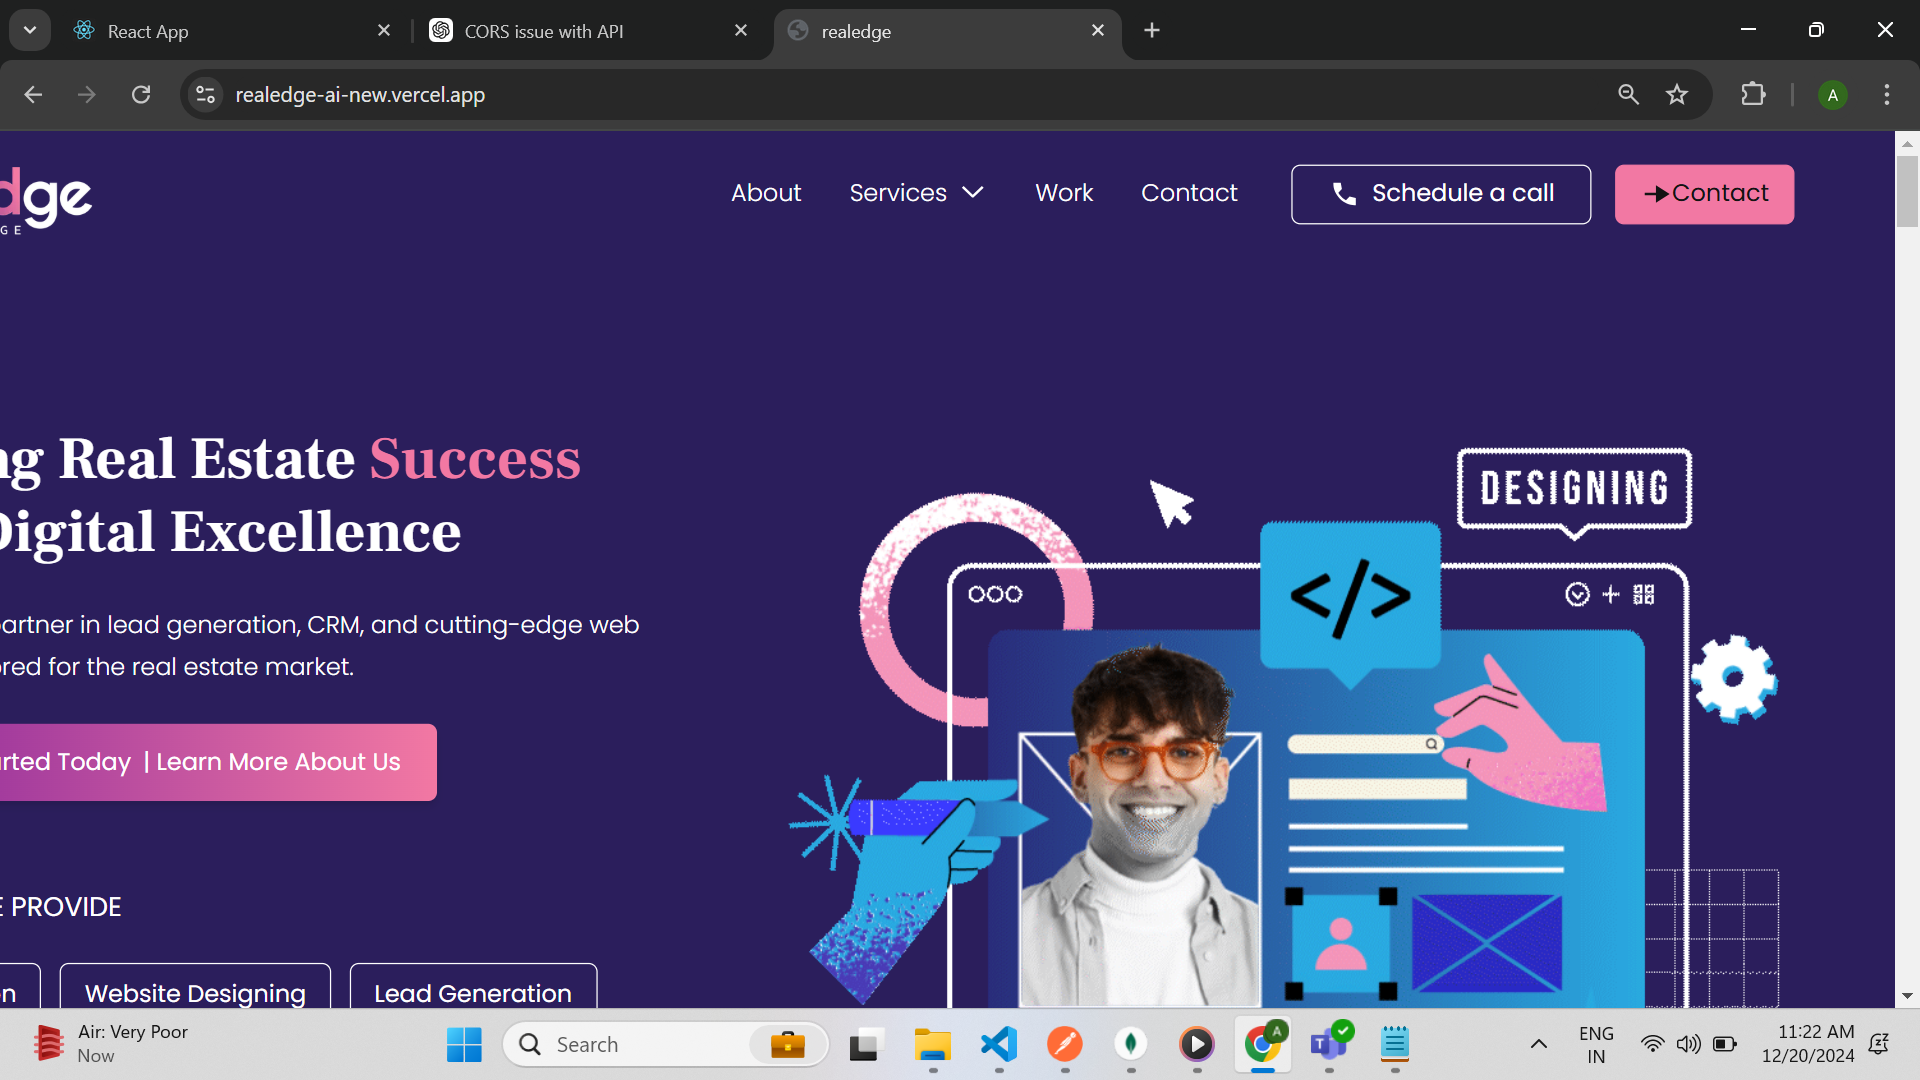 React App
CORS issue with API
realedge
realedge-ai-new.vercel.app
A
dge
G E
About
Services
Work
Contact
Schedule a call
Contact
ng Real Estate Success
Digital Excellence
partner in lead generation, CRM, and cutting-edge web
ored for the real estate market.
arted Today | Learn More About Us
DESIGNING
</>
E PROVIDE
on
Website Designing
Lead Generation
Air: Very Poor
Now
Search
A
T
ENG
IN
11:22 AM
12/20/2024